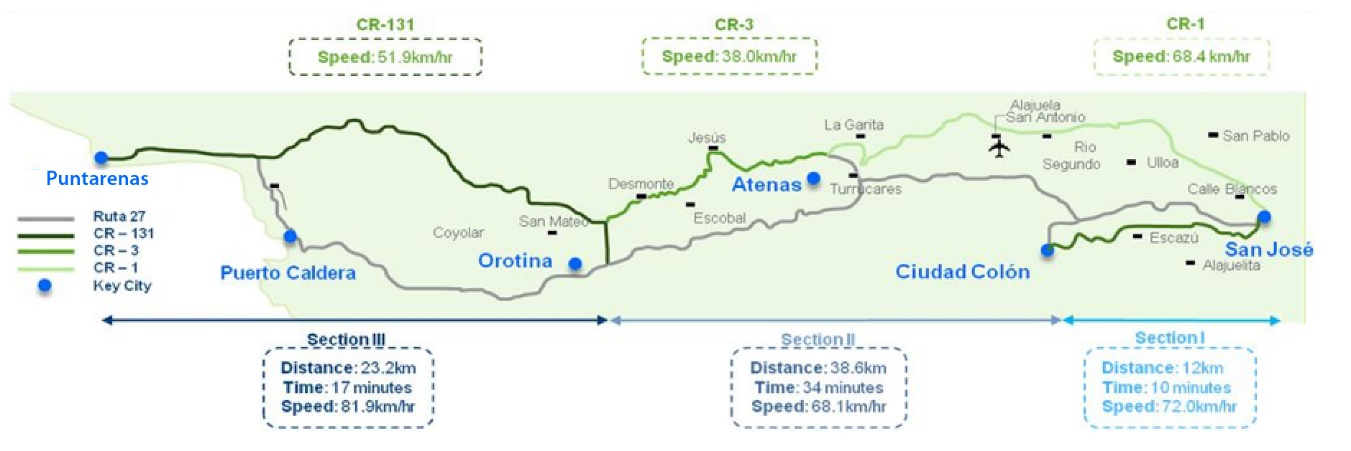 CR-131
Speed: 51.9km/hr
CR-3
Speed: 38.0km/hr
CR-1
Speed: 68.4 km/hr
Alajuela
San Antonio
La Garita
Jesús
San Pablo
Rio
Segundo
Ulloa
Puntarenas
Desmonte
Atenas
Turrúcares
Calle Blancos
Ruta 27
CR – 131
CR – 3
CR – 1
Key City
Coyolar
San Mateo
Escobal
Orotina
Puerto Caldera
Ciudad Colón
Escazú
San José
Alajuelita
Section III
Distance: 23.2km
Time: 17 minutes
Speed: 81.9km/hr
Section II
Distance: 38.6km
Time: 34 minutes
Speed: 68.1km/hr
Section I
Distance: 12km
Time: 10 minutes
Speed: 72.0km/hr